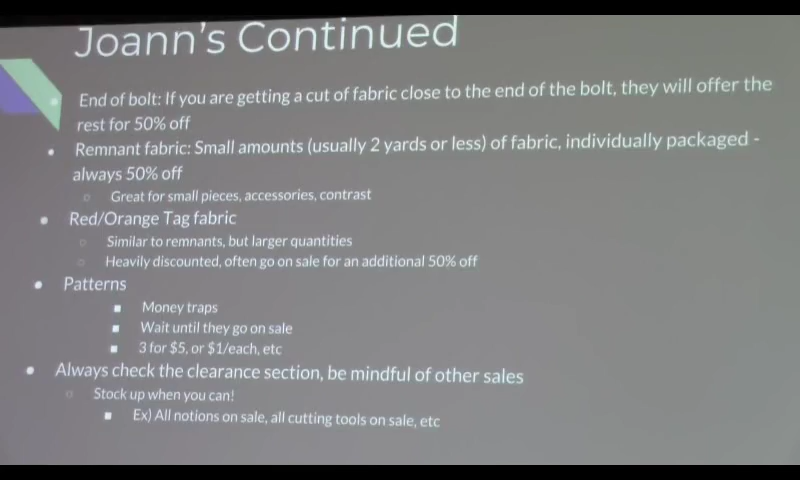 Joann's Continued
End of bolt: If you are getting a cut of fabric close to the end of the bolt, they will offer the
rest for 50% off
Remnant fabric: Small amounts (usually 2 yards or less) of fabric, individually packaged -
always 50% off
Great for small pieces, accessories, contrast
Red/Orange Tag fabric
Similar to remnants, but larger quantities
Heavily discounted, often go on sale for an additional 50% off
Patterns
Money traps
Wait until they go on sale
3 for $5, or $1/each, etc
Always check the clearance section, be mindful of other sales
Stock up when you can!
Ex) All notions on sale, all cutting tools on sale, etc